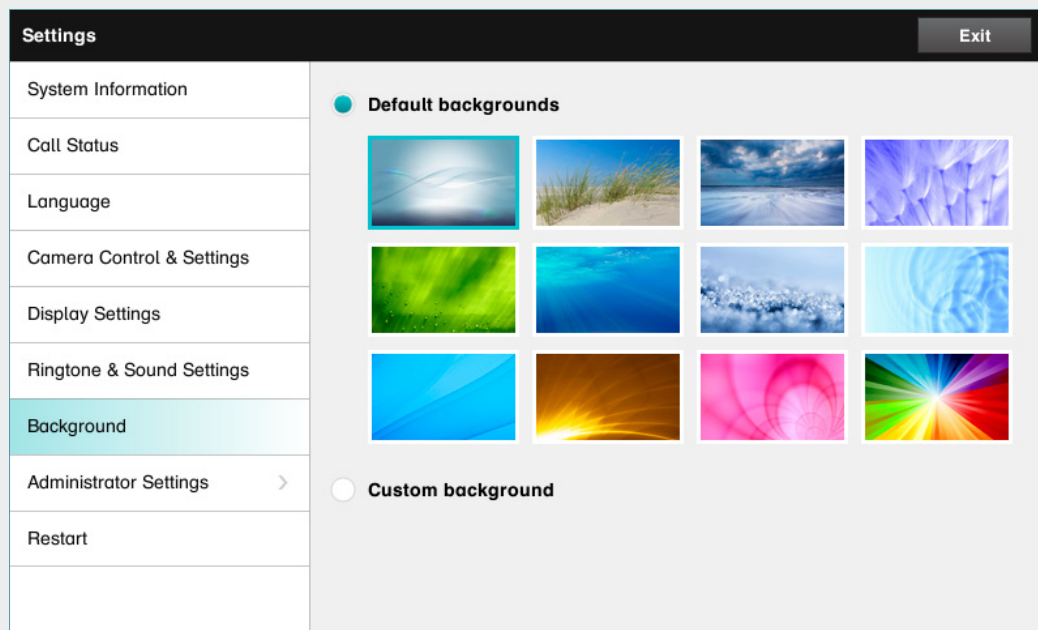 Settings
Exit
System Information
Call Status
Language
Camera Control & Settings
Display Settings
Ringtone & Sound Settings
Background
Administrator Settings
Restart
Default backgrounds
Custom background